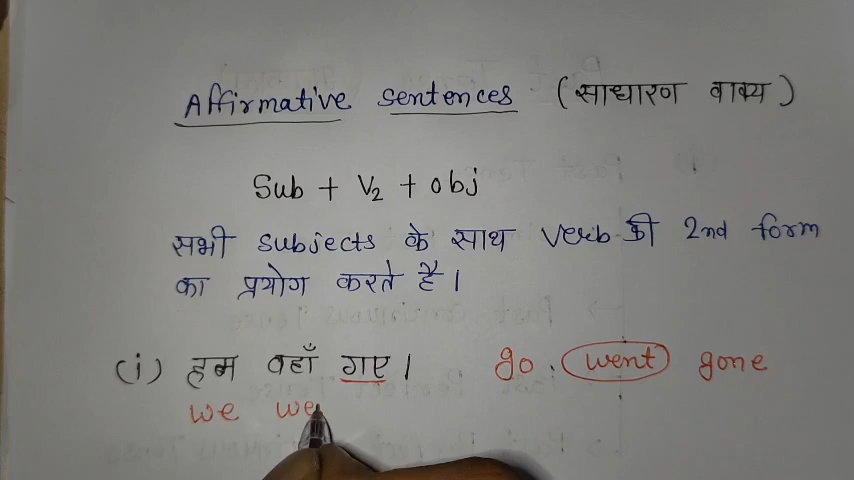 Affirmative sentences (साधारण वाक्य)
Sub + V2 + obj
सभी subjects के साथ verb की 2nd form
का प्रयोग करते है।
(i) हम वहाँ गए। go. went gone
we we